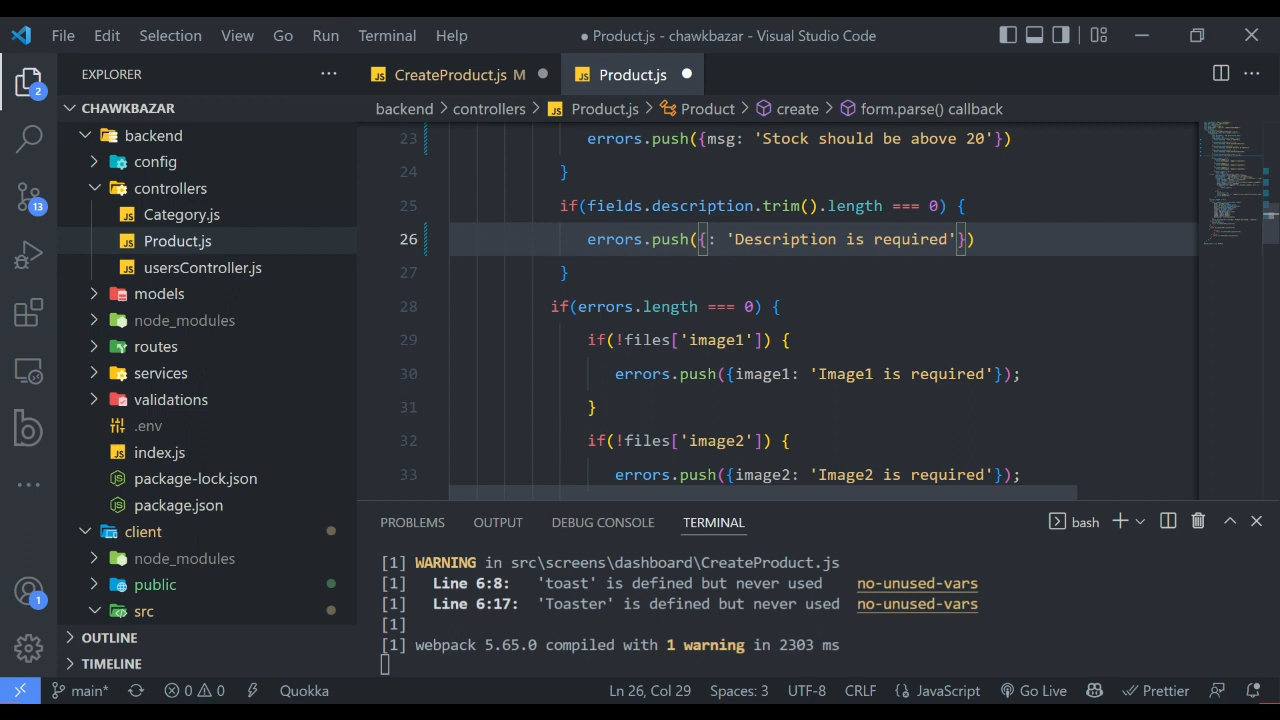 File Edit Selection View Go Run Terminal Help
● Product.js - chawkbazar - Visual Studio Code
EXPLORER
CreateProduct.js M
Product.js
CHAWKBAZAR
backend > controllers > Product.js > Product > create > form.parse() callback
backend
config
controllers
Category.js
Product.js
usersController.js
models
node_modules
routes
services
validations
.env
index.js
package-lock.json
package.json
client
node_modules
public
src
OUTLINE
TIMELINE
2
13
1
23 errors.push({msg: 'Stock should be above 20'})
24 }
25 if(fields.description.trim().length === 0) {
26 errors.push({: 'Description is required'})
27 }
28 if(errors.length === 0) {
29 if(!files['image1']) {
30 errors.push({image1: 'Image1 is required'});
31 }
32 if(!files['image2']) {
33 errors.push({image2: 'Image2 is required'});
PROBLEMS OUTPUT DEBUG CONSOLE TERMINAL
bash
[1] WARNING in src\screens\dashboard\CreateProduct.js
[1] Line 6:8: 'toast' is defined but never used no-unused-vars
[1] Line 6:17: 'Toaster' is defined but never used no-unused-vars
[1]
[1] webpack 5.65.0 compiled with 1 warning in 2303 ms
main* 0 0 Quokka Ln 26, Col 29 Spaces: 3 UTF-8 CRLF JavaScript Go Live Prettier